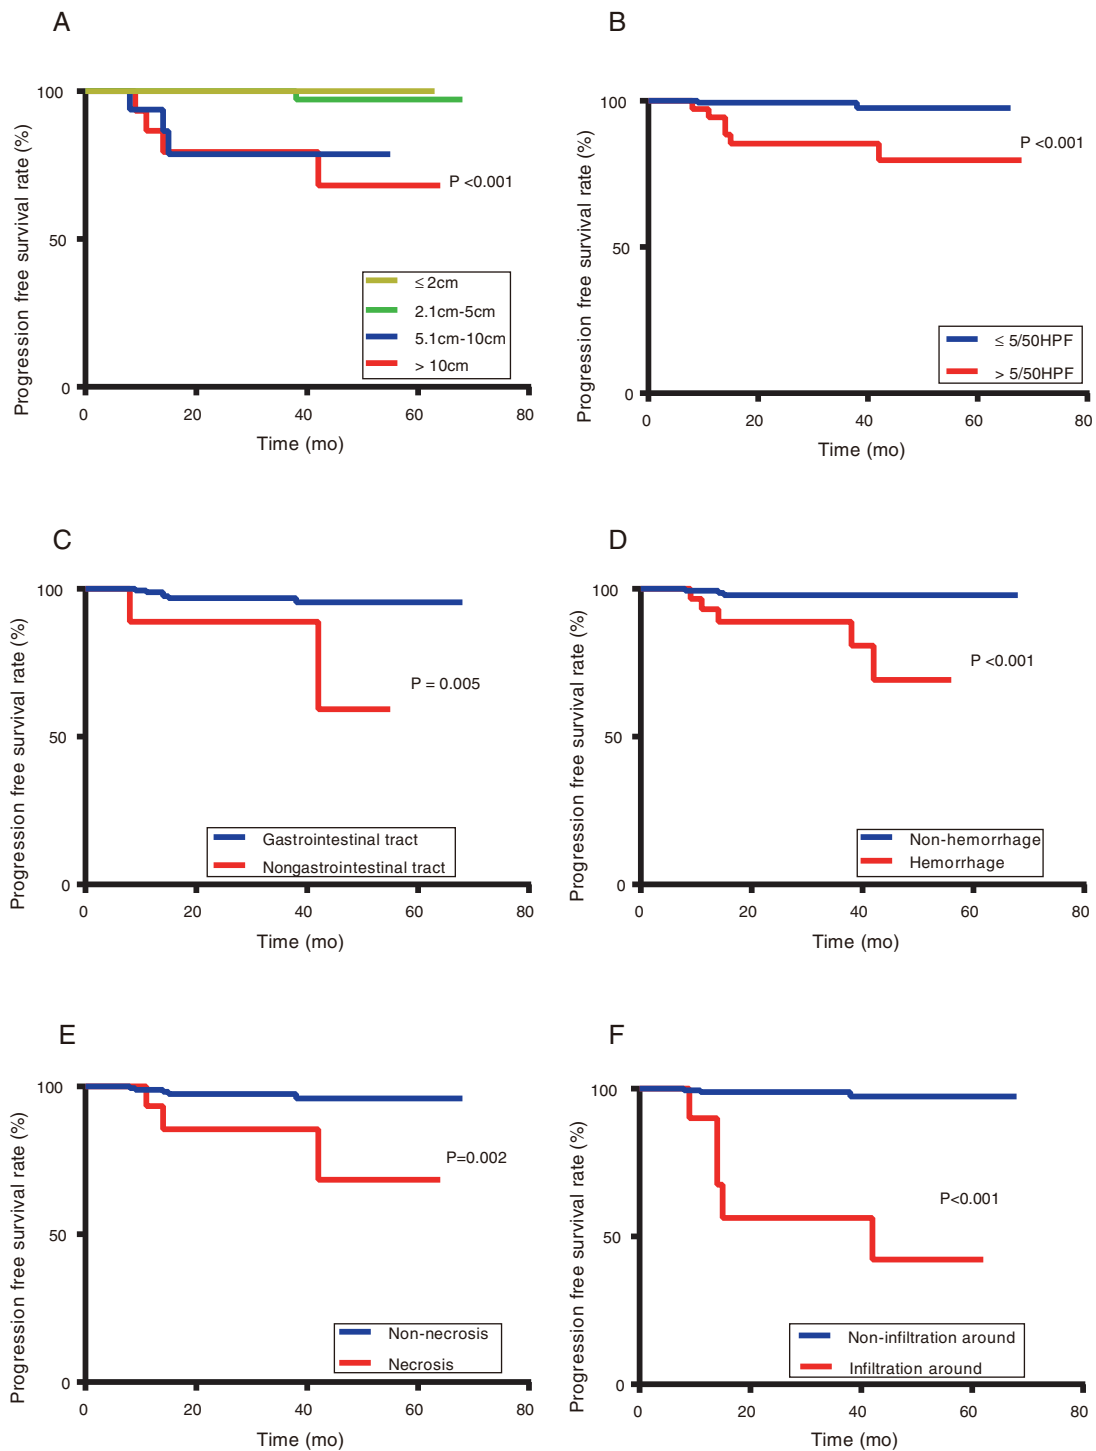 A
Progression free survival rate (%)
100
50
0
0 20 40 60 80
Time (mo)
P <0.001
≤ 2cm
2.1cm-5cm
5.1cm-10cm
> 10cm
B
Progression free survival rate (%)
100
50
0
0 20 40 60 80
Time (mo)
P <0.001
≤ 5/50HPF
> 5/50HPF
C
Progression free survival rate (%)
100
50
0
0 20 40 60 80
Time (mo)
P = 0.005
Gastrointestinal tract
Nongastrointestinal tract
D
Progression free survival rate (%)
100
50
0
0 20 40 60 80
Time (mo)
P <0.001
Non-hemorrhage
Hemorrhage
E
Progression free survival rate (%)
100
50
0
0 20 40 60 80
Time (mo)
P=0.002
Non-necrosis
Necrosis
F
Progression free survival rate (%)
100
50
0
0 20 40 60 80
Time (mo)
P<0.001
Non-infiltration around
Infiltration around